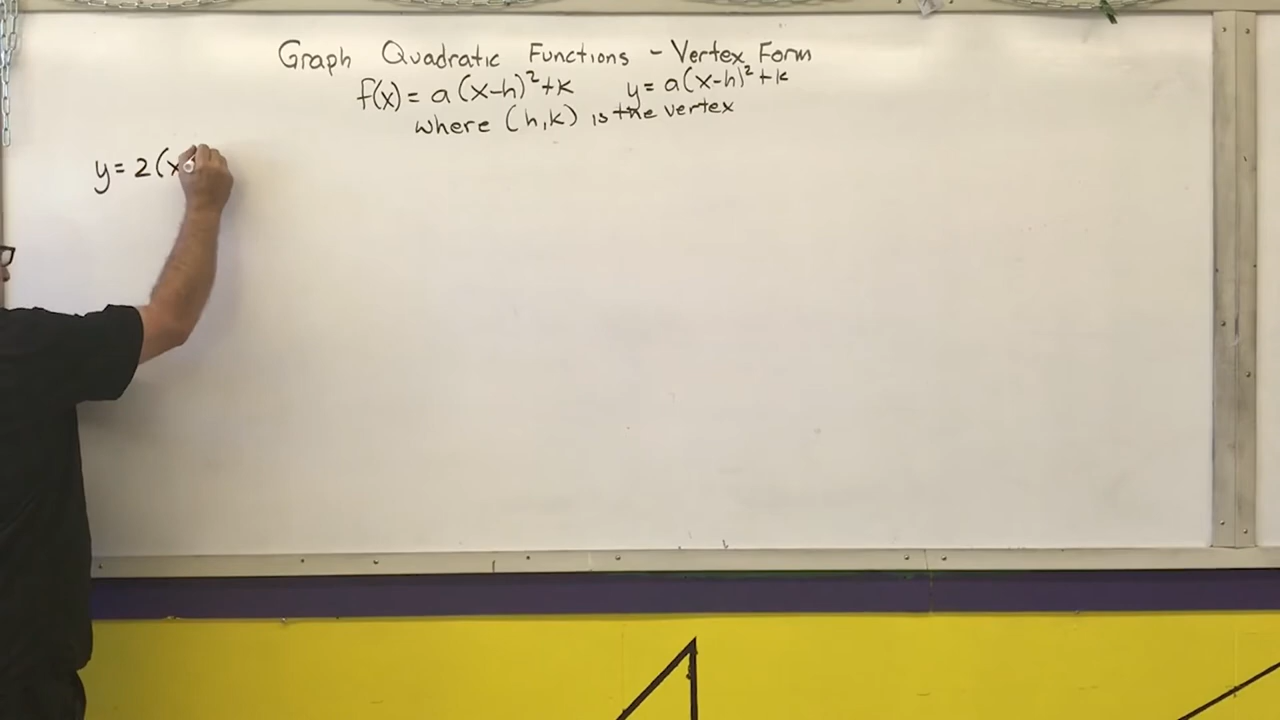 Graph Quadratic Functions - Vertex Form
f(x) = a(x-h)²+k y = a(x-h)²+k
where (h,k) is the vertex
y = 2(x